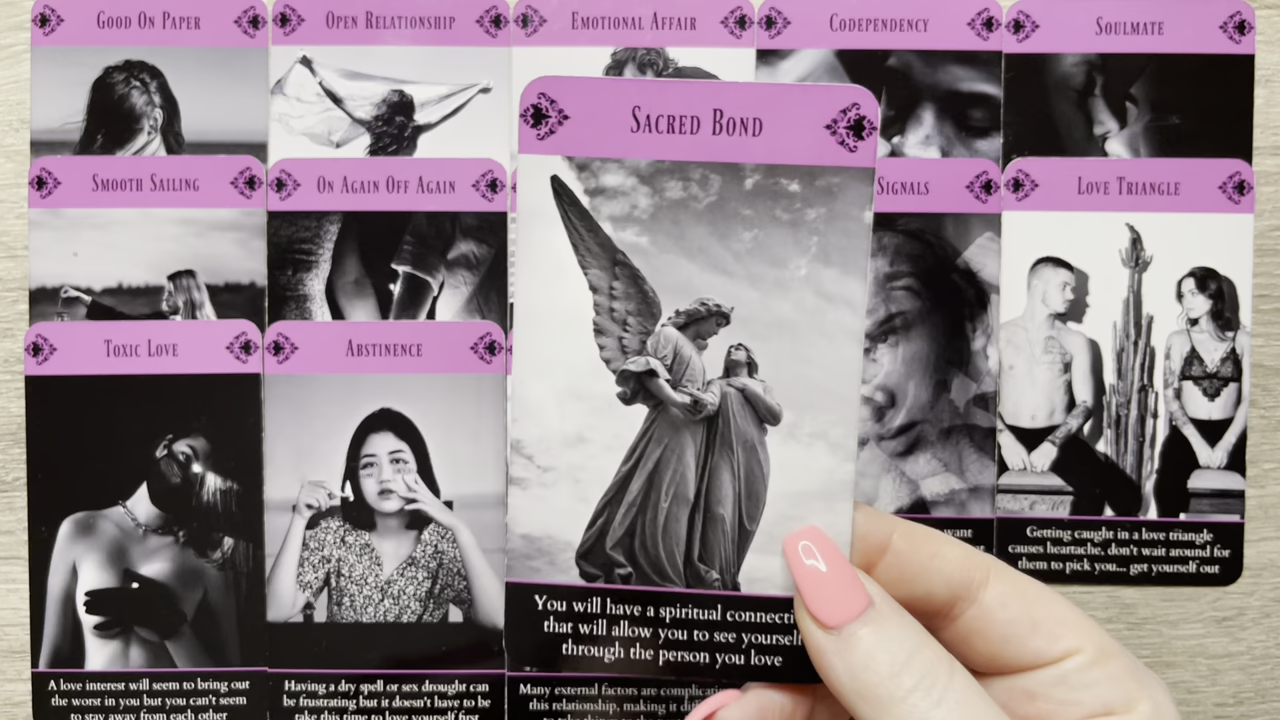 Good On Paper
Open Relationship
Emotional Affair
Codependency
Soulmate
Smooth Sailing
On Again Off Again
Sacred Bond
Signals
Love Triangle
Toxic Love
Abstinence
You will have a spiritual
that will allow you to see
through the person you love
want
Getting caught in a love triangle
causes heartache, don't wait around for
them to pick you... get yourself out
A love interest will seem to bring out
the worst in you but you can't seem
to stay away from each other
Having a dry spell or sex drought can
be frustrating but it doesn't have to be
take this time to love yourself first
Many external factors are
this relationship, making it